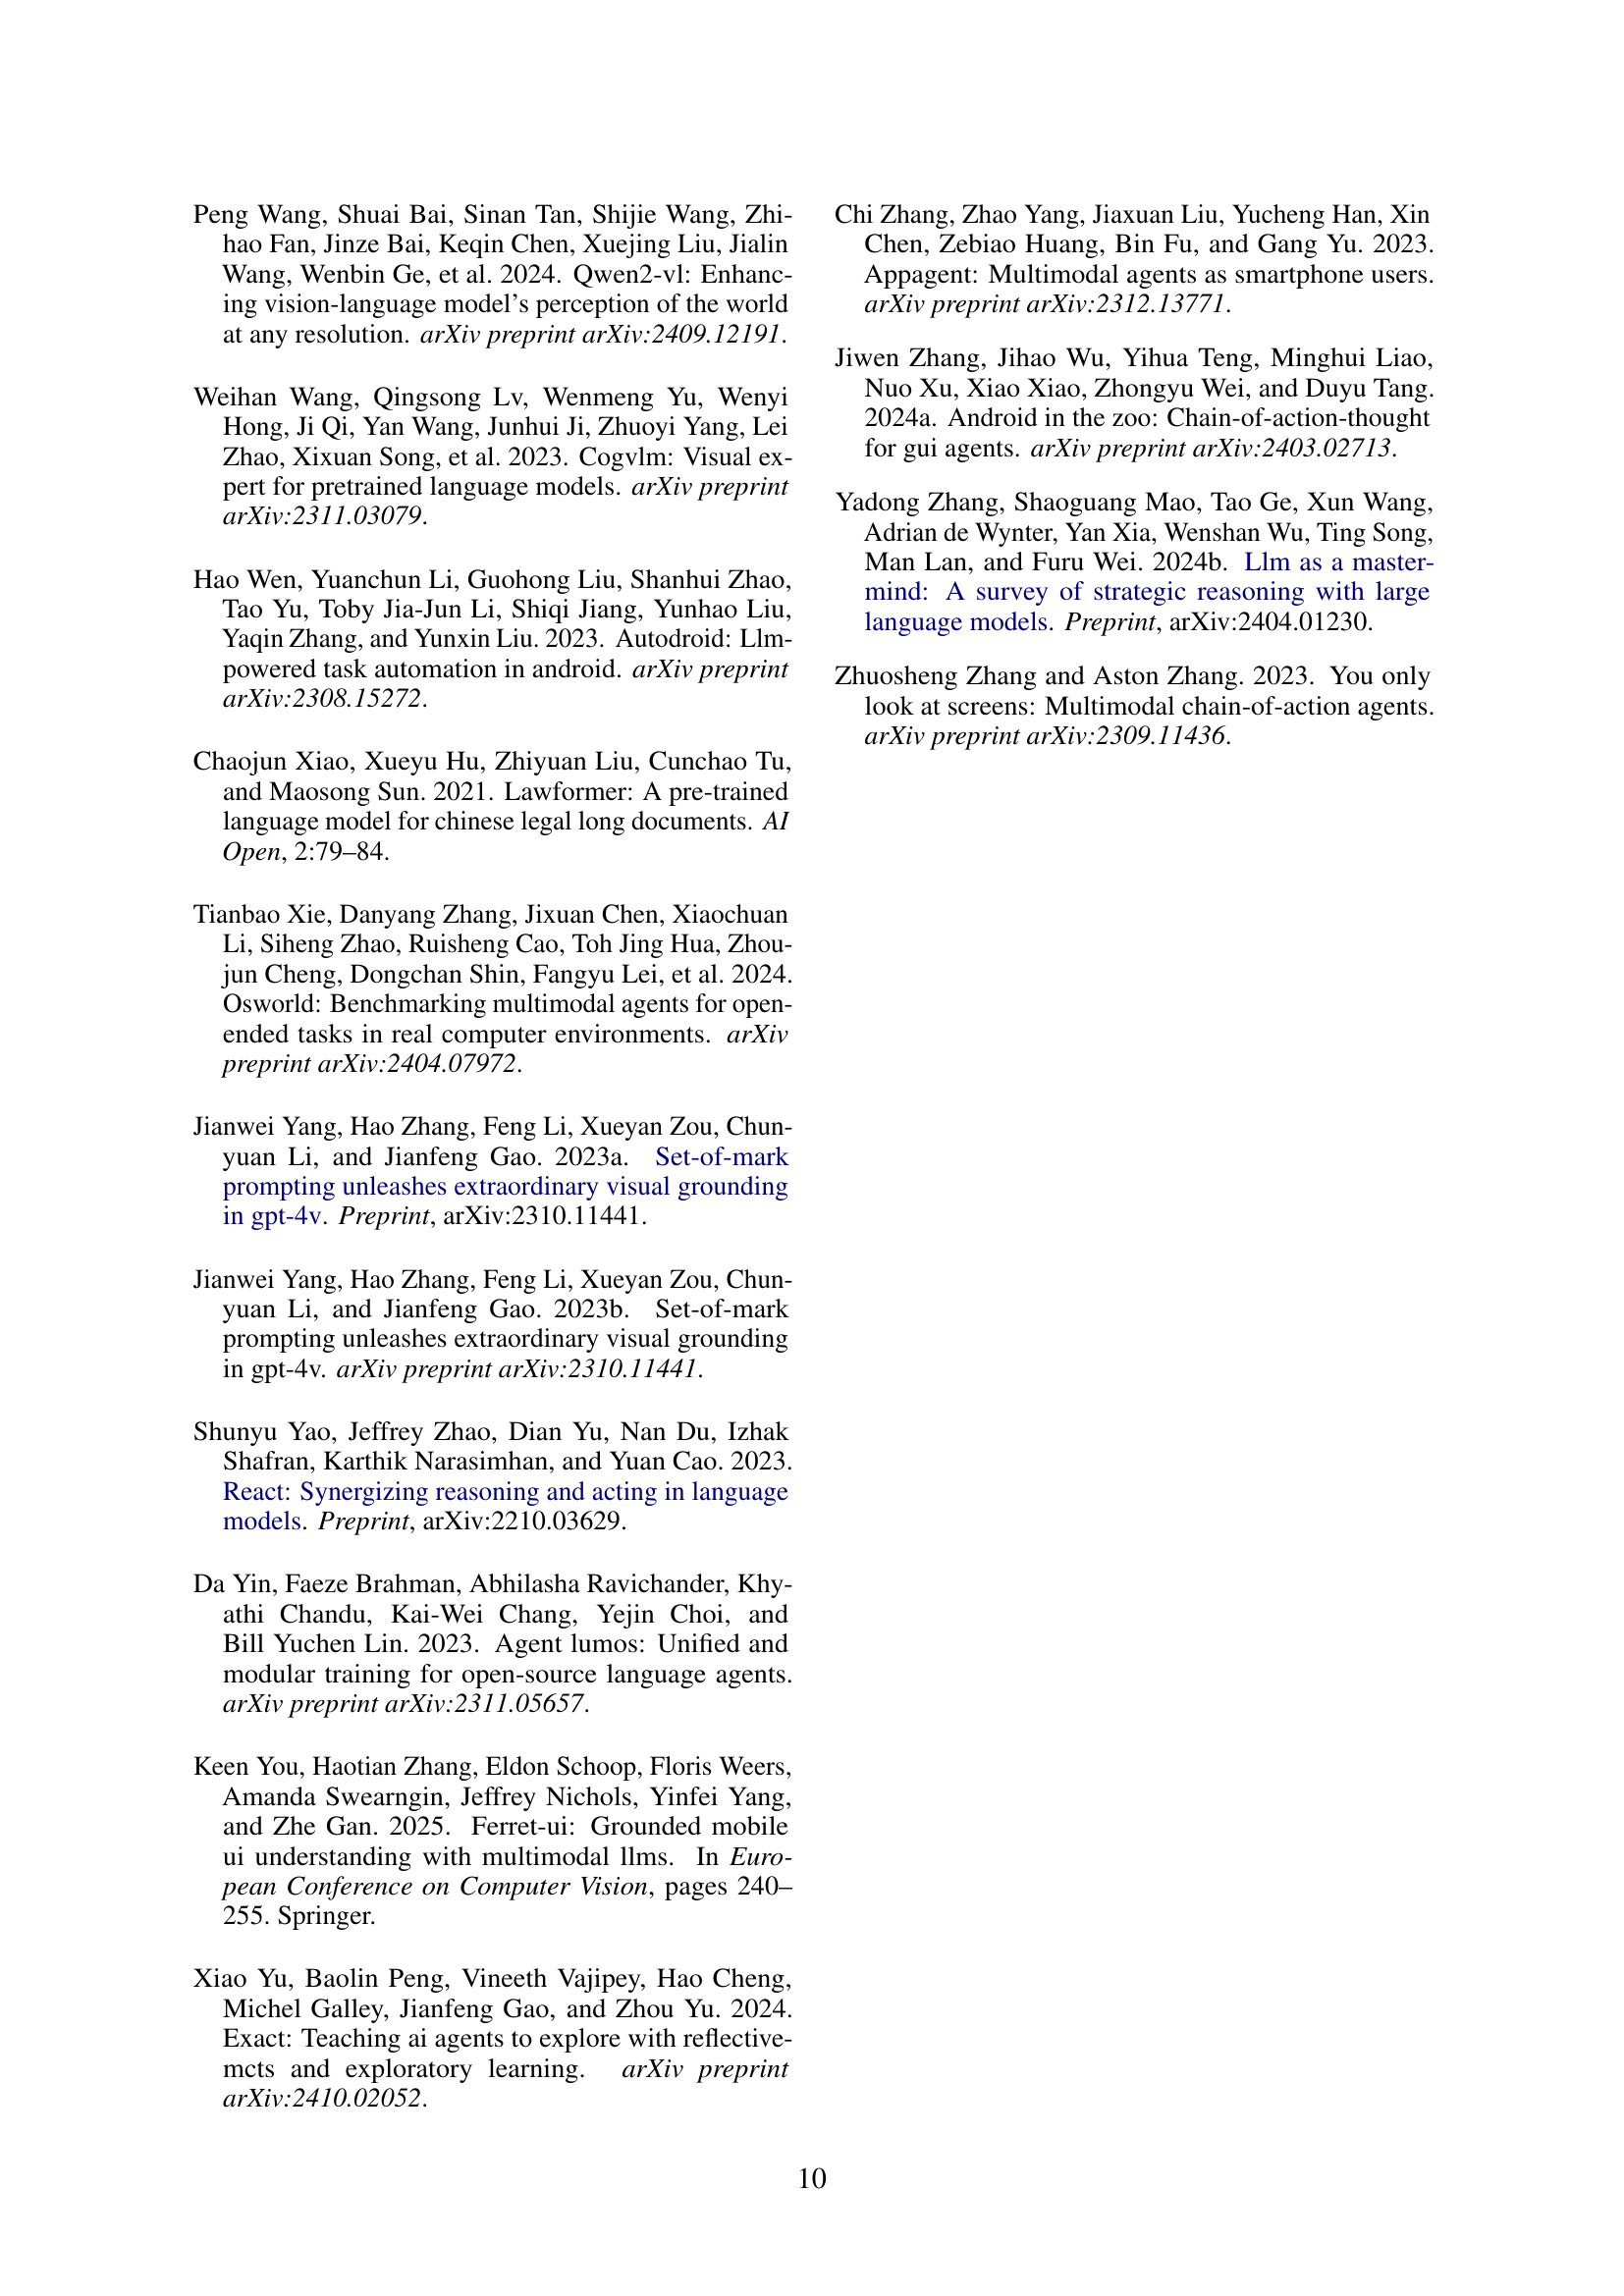 Peng Wang, Shuai Bai, Sinan Tan, Shijie Wang, Zhi-
hao Fan, Jinze Bai, Keqin Chen, Xuejing Liu, Jialin
Wang, Wenbin Ge, et al. 2024. Qwen2-vl: Enhanc-
ing vision-language model's perception of the world
at any resolution. arXiv preprint arXiv:2409.12191.
Weihan Wang, Qingsong Lv, Wenmeng Yu, Wenyi
Hong, Ji Qi, Yan Wang, Junhui Ji, Zhuoyi Yang, Lei
Zhao, Xixuan Song, et al. 2023. Cogvlm: Visual ex-
pert for pretrained language models. arXiv preprint
arXiv:2311.03079.
Hao Wen, Yuanchun Li, Guohong Liu, Shanhui Zhao,
Tao Yu, Toby Jia-Jun Li, Shiqi Jiang, Yunhao Liu,
Yaqin Zhang, and Yunxin Liu. 2023. Autodroid: Llm-
powered task automation in android. arXiv preprint
arXiv:2308.15272.
Chaojun Xiao, Xueyu Hu, Zhiyuan Liu, Cunchao Tu,
and Maosong Sun. 2021. Lawformer: A pre-trained
language model for chinese legal long documents. AI
Open, 2:79–84.
Tianbao Xie, Danyang Zhang, Jixuan Chen, Xiaochuan
Li, Siheng Zhao, Ruisheng Cao, Toh Jing Hua, Zhou-
jun Cheng, Dongchan Shin, Fangyu Lei, et al. 2024.
Osworld: Benchmarking multimodal agents for open-
ended tasks in real computer environments. arXiv
preprint arXiv:2404.07972.
Jianwei Yang, Hao Zhang, Feng Li, Xueyan Zou, Chun-
yuan Li, and Jianfeng Gao. 2023a. Set-of-mark
prompting unleashes extraordinary visual grounding
in gpt-4v. Preprint, arXiv:2310.11441.
Jianwei Yang, Hao Zhang, Feng Li, Xueyan Zou, Chun-
yuan Li, and Jianfeng Gao. 2023b. Set-of-mark
prompting unleashes extraordinary visual grounding
in gpt-4v. arXiv preprint arXiv:2310.11441.
Shunyu Yao, Jeffrey Zhao, Dian Yu, Nan Du, Izhak
Shafran, Karthik Narasimhan, and Yuan Cao. 2023.
React: Synergizing reasoning and acting in language
models. Preprint, arXiv:2210.03629.
Da Yin, Faeze Brahman, Abhilasha Ravichander, Khy-
athi Chandu, Kai-Wei Chang, Yejin Choi, and
Bill Yuchen Lin. 2023. Agent lumos: Unified and
modular training for open-source language agents.
arXiv preprint arXiv:2311.05657.
Keen You, Haotian Zhang, Eldon Schoop, Floris Weers,
Amanda Swearngin, Jeffrey Nichols, Yinfei Yang,
and Zhe Gan. 2025. Ferret-ui: Grounded mobile
ui understanding with multimodal llms. In Euro-
pean Conference on Computer Vision, pages 240–
255. Springer.
Xiao Yu, Baolin Peng, Vineeth Vajipey, Hao Cheng,
Michel Galley, Jianfeng Gao, and Zhou Yu. 2024.
Exact: Teaching ai agents to explore with reflective-
mcts and exploratory learning. arXiv preprint
arXiv:2410.02052.
Chi Zhang, Zhao Yang, Jiaxuan Liu, Yucheng Han, Xin
Chen, Zebiao Huang, Bin Fu, and Gang Yu. 2023.
Appagent: Multimodal agents as smartphone users.
arXiv preprint arXiv:2312.13771.
Jiwen Zhang, Jihao Wu, Yihua Teng, Minghui Liao,
Nuo Xu, Xiao Xiao, Zhongyu Wei, and Duyu Tang.
2024a. Android in the zoo: Chain-of-action-thought
for gui agents. arXiv preprint arXiv:2403.02713.
Yadong Zhang, Shaoguang Mao, Tao Ge, Xun Wang,
Adrian de Wynter, Yan Xia, Wenshan Wu, Ting Song,
Man Lan, and Furu Wei. 2024b. Llm as a master-
mind: A survey of strategic reasoning with large
language models. Preprint, arXiv:2404.01230.
Zhuosheng Zhang and Aston Zhang. 2023. You only
look at screens: Multimodal chain-of-action agents.
arXiv preprint arXiv:2309.11436.
10